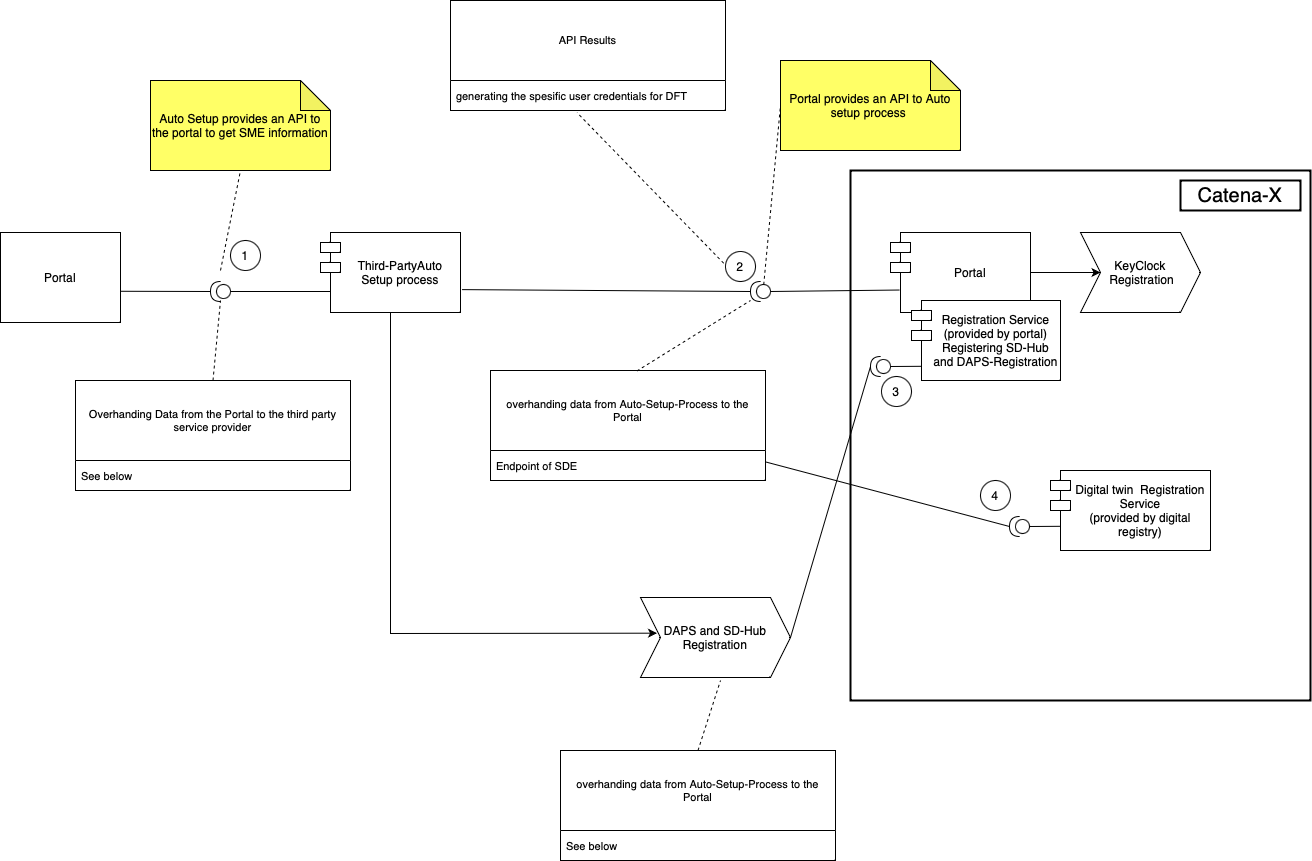 API Results
generating the spesific user credentials for DFT
Auto Setup provides an API to
the portal to get SME information
Portal provides an API to Auto
setup process
Catena-X
Portal
1
Third-PartyAuto
Setup process
2
Portal
KeyClock
Registration
Registration Service
(provided by portal)
Registering SD-Hub
and DAPS-Registration
3
Overhanding Data from the Portal to the third party
service provider
See below
overhanding data from Auto-Setup-Process to the
Portal
Endpoint of SDE
4
Digital twin  Registration
Service
(provided by digital
registry)
DAPS and SD-Hub
Registration
overhanding data from Auto-Setup-Process to the
Portal
See below